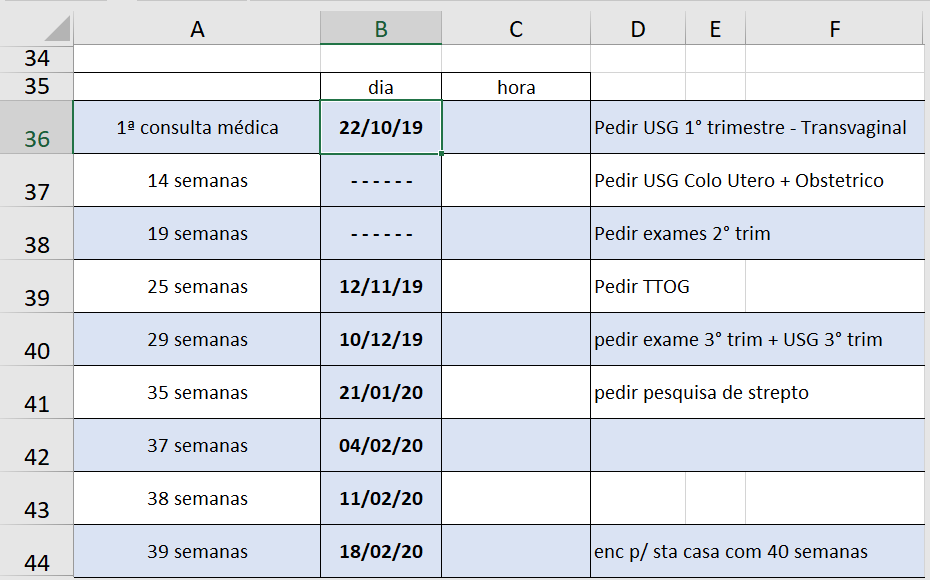 A B C D E F
34
35 dia hora
36 1ª consulta médica 22/10/19 Pedir USG 1° trimestre - Transvaginal
37 14 semanas - - - - - - Pedir USG Colo Utero + Obstetrico
38 19 semanas - - - - - - Pedir exames 2° trim
39 25 semanas 12/11/19 Pedir TTOG
40 29 semanas 10/12/19 pedir exame 3° trim + USG 3° trim
41 35 semanas 21/01/20 pedir pesquisa de strepto
42 37 semanas 04/02/20
43 38 semanas 11/02/20
44 39 semanas 18/02/20 enc p/ sta casa com 40 semanas